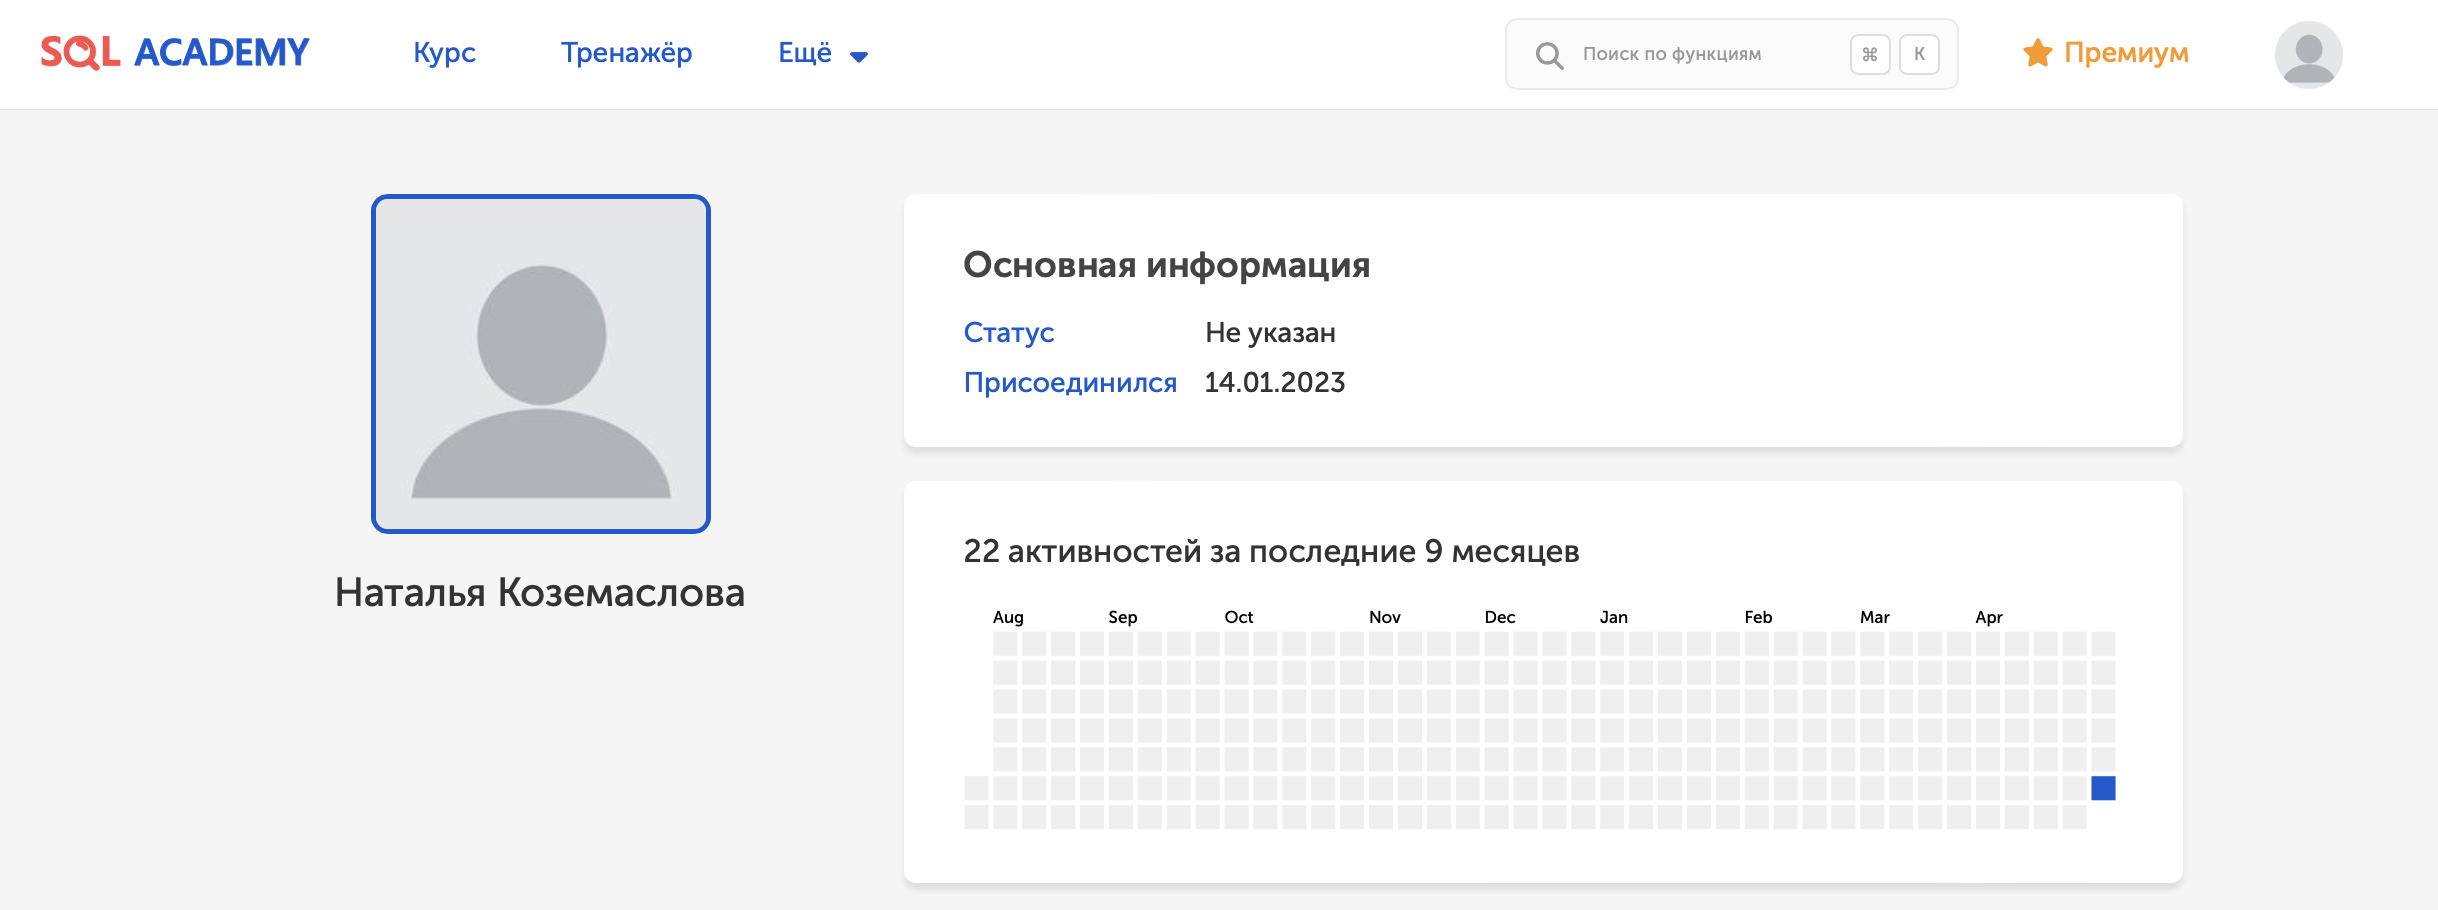 SQL ACADEMY Курс Тренажёр Ещё Поиск по функциям ⌘ K Премиум
Основная информация
Статус Не указан
Присоединился 14.01.2023
22 активностей за последние 9 месяцев
Наталья Коземаслова
Aug Sep Oct Nov Dec Jan Feb Mar Apr